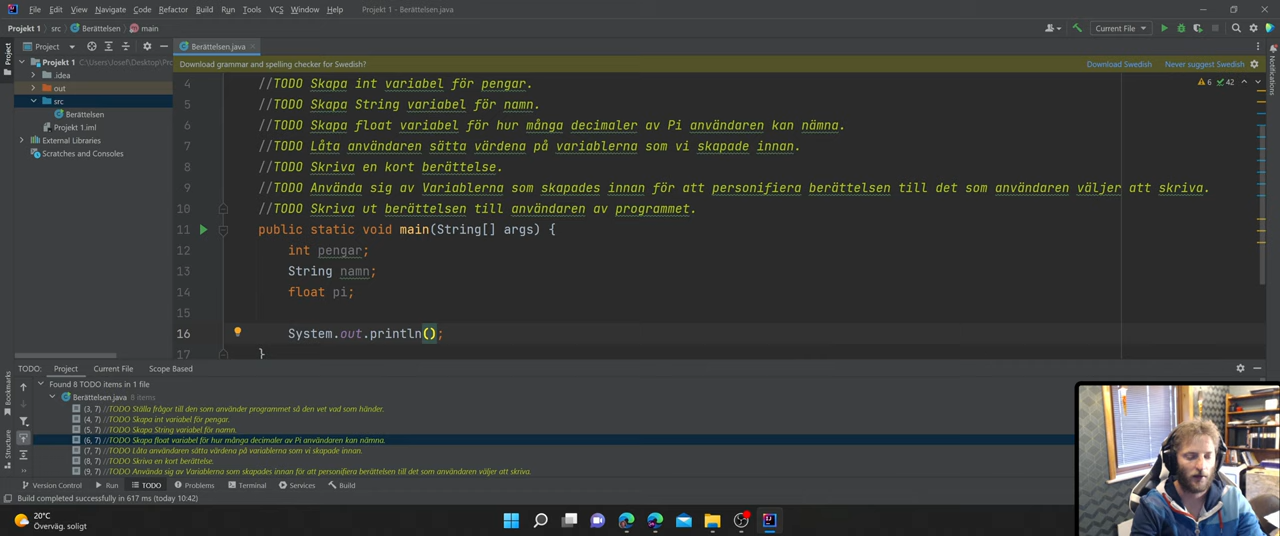 File Edit View Navigate Code Refactor Build Run Tools VCS Window Help Projekt 1 - Berättelsen.java
Projekt 1 src Berättelsen main Current File
Project Berättelsen.java
Projekt 1 C:\Users\Josef\Desktop\Proje
Download grammar and spelling checker for Swedish? Download Swedish Never suggest Swedish
.idea
out
src
Berättelsen
Projekt 1.iml
External Libraries
Scratches and Consoles
6 42
4 //TODO Skapa int variabel för pengar.
5 //TODO Skapa String variabel för namn.
6 //TODO Skapa float variabel för hur många decimaler av Pi användaren kan nämna.
7 //TODO Låta användaren sätta värdena på variablerna som vi skapade innan.
8 //TODO Skriva en kort berättelse.
9 //TODO Använda sig av Variablerna som skapades innan för att personifiera berättelsen till det som användaren väljer att skriva.
10 //TODO Skriva ut berättelsen till användaren av programmet.
11 public static void main(String[] args) {
12 int pengar;
13 String namn;
14 float pi;
15
16 System.out.println();
17 }
Project
Notifications
Bookmarks
Structure
TODO: Project Current File Scope Based
Found 8 TODO items in 1 file
Berättelsen.java 8 items
(3, 7) //TODO Ställa frågor till den som använder programmet så den vet vad som händer.
(4, 7) //TODO Skapa int variabel för pengar.
(5, 7) //TODO Skapa String variabel för namn.
(6, 7) //TODO Skapa float variabel för hur många decimaler av Pi användaren kan nämna.
(7, 7) //TODO Låta användaren sätta värdena på variablerna som vi skapade innan.
(8, 7) //TODO Skriva en kort berättelse.
(9, 7) //TODO Använda sig av Variablerna som skapades innan för att personifiera berättelsen till det som användaren väljer att skriva.
Version Control Run TODO Problems Terminal Services Build
Build completed successfully in 617 ms (today 10:42)
20°C
Överväg. soligt